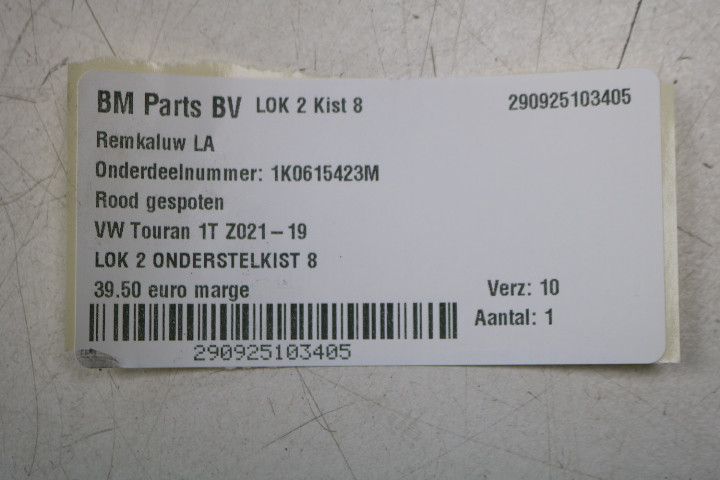 BM Parts BV LOK 2 Kist 8 290925103405
Remkaluw LA
Onderdeelnummer: 1K0615423M
Rood gespoten
VW Touran 1T Z021-19
LOK 2 ONDERSTELKIST 8
39.50 euro marge Verz: 10
Aantal: 1
290925103405